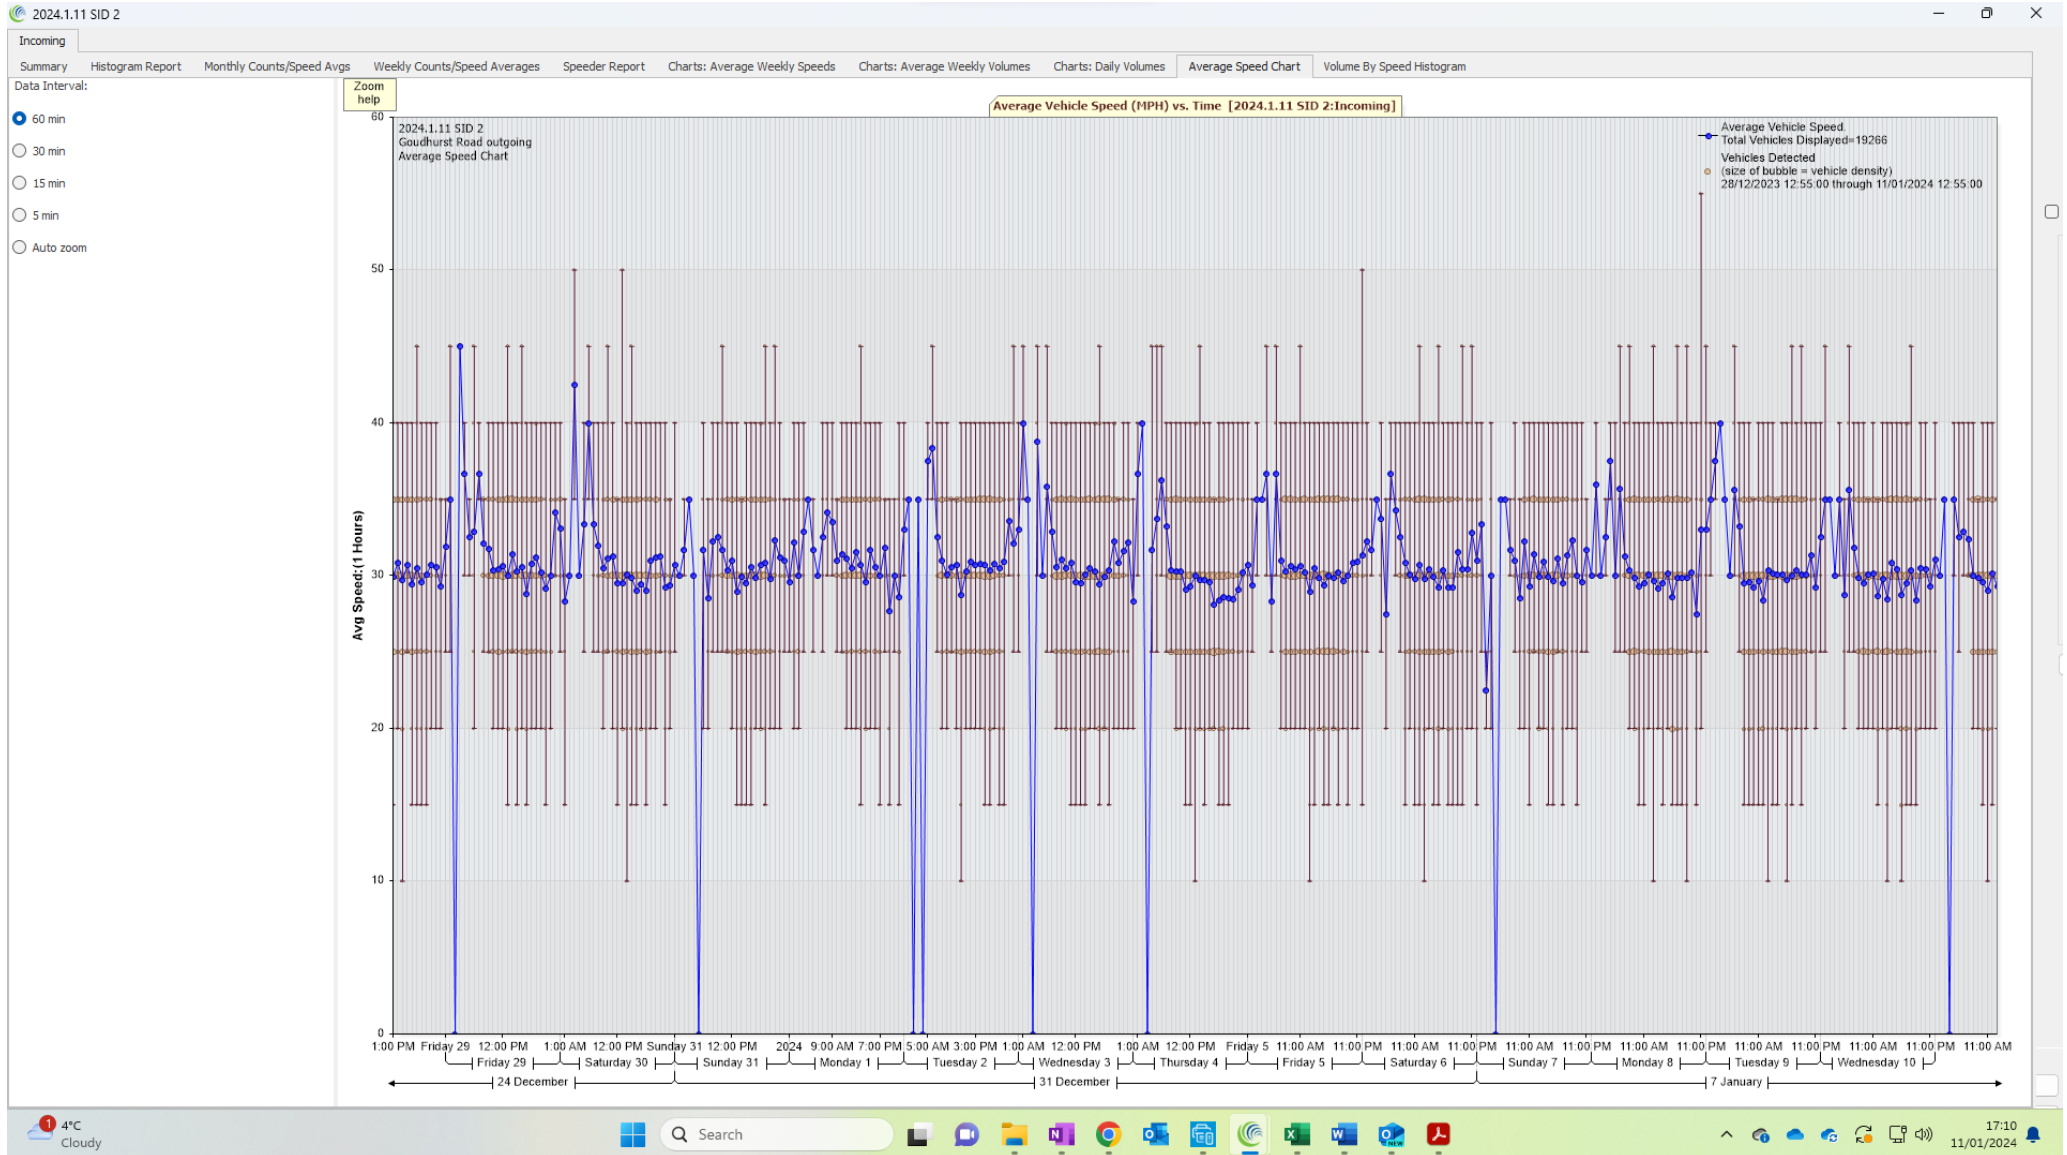 2024.1.11 SID 2
Incoming
Summary Histogram Report Monthly Counts/Speed Avgs Weekly Counts/Speed Averages Speeder Report Charts: Average Weekly Speeds Charts: Average Weekly Volumes Charts: Daily Volumes Average Speed Chart Volume By Speed Histogram
Data Interval:
60 min
30 min
15 min
5 min
Auto zoom
Zoom
help
Average Vehicle Speed (MPH) vs. Time [2024.1.11 SID 2:Incoming]
2024.1.11 SID 2
Goudhurst Road outgoing
Average Speed Chart
Average Vehicle Speed.
Total Vehicles Displayed=19266
Vehicles Detected
(size of bubble = vehicle density)
28/12/2023 12:55:00 through 11/01/2024 12:55:00
60
50
40
30
20
10
0
Avg Speed:(1 Hours)
1:00 PM Friday 29 12:00 PM 1:00 AM 12:00 PM Sunday 31 12:00 PM 2024 9:00 AM 7:00 PM 5:00 AM 3:00 PM 1:00 AM 12:00 PM 1:00 AM 12:00 PM Friday 5 11:00 AM 11:00 PM 11:00 AM 11:00 PM 11:00 AM 11:00 PM 11:00 AM 11:00 PM 11:00 AM 11:00 PM 11:00 AM 11:00 PM 11:00 AM
Friday 29 Saturday 30 Sunday 31 Monday 1 Tuesday 2 Wednesday 3 Thursday 4 Friday 5 Saturday 6 Sunday 7 Monday 8 Tuesday 9 Wednesday 10
24 December 31 December 7 January
1
4°C
Cloudy
Search
NEW
17:10
11/01/2024